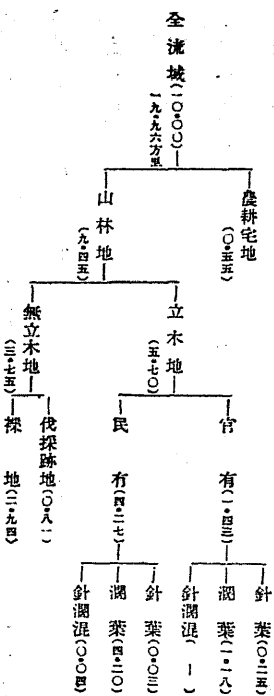 全流域(一〇・〇〇)
一九・九六方里
農耕宅地
(〇・五五)
山林地
(九・四五)
立木地
(五・七〇)
無立木地
(三・七五)
官有(一・四三)
民有(四・二七)
伐採跡地(〇・八一)
裸地(二・九四)
針葉(〇・二五)
濶葉(一・一八)
針濶混(―)
針葉(〇・〇三)
濶葉(四・二〇)
針濶混(〇・〇四)